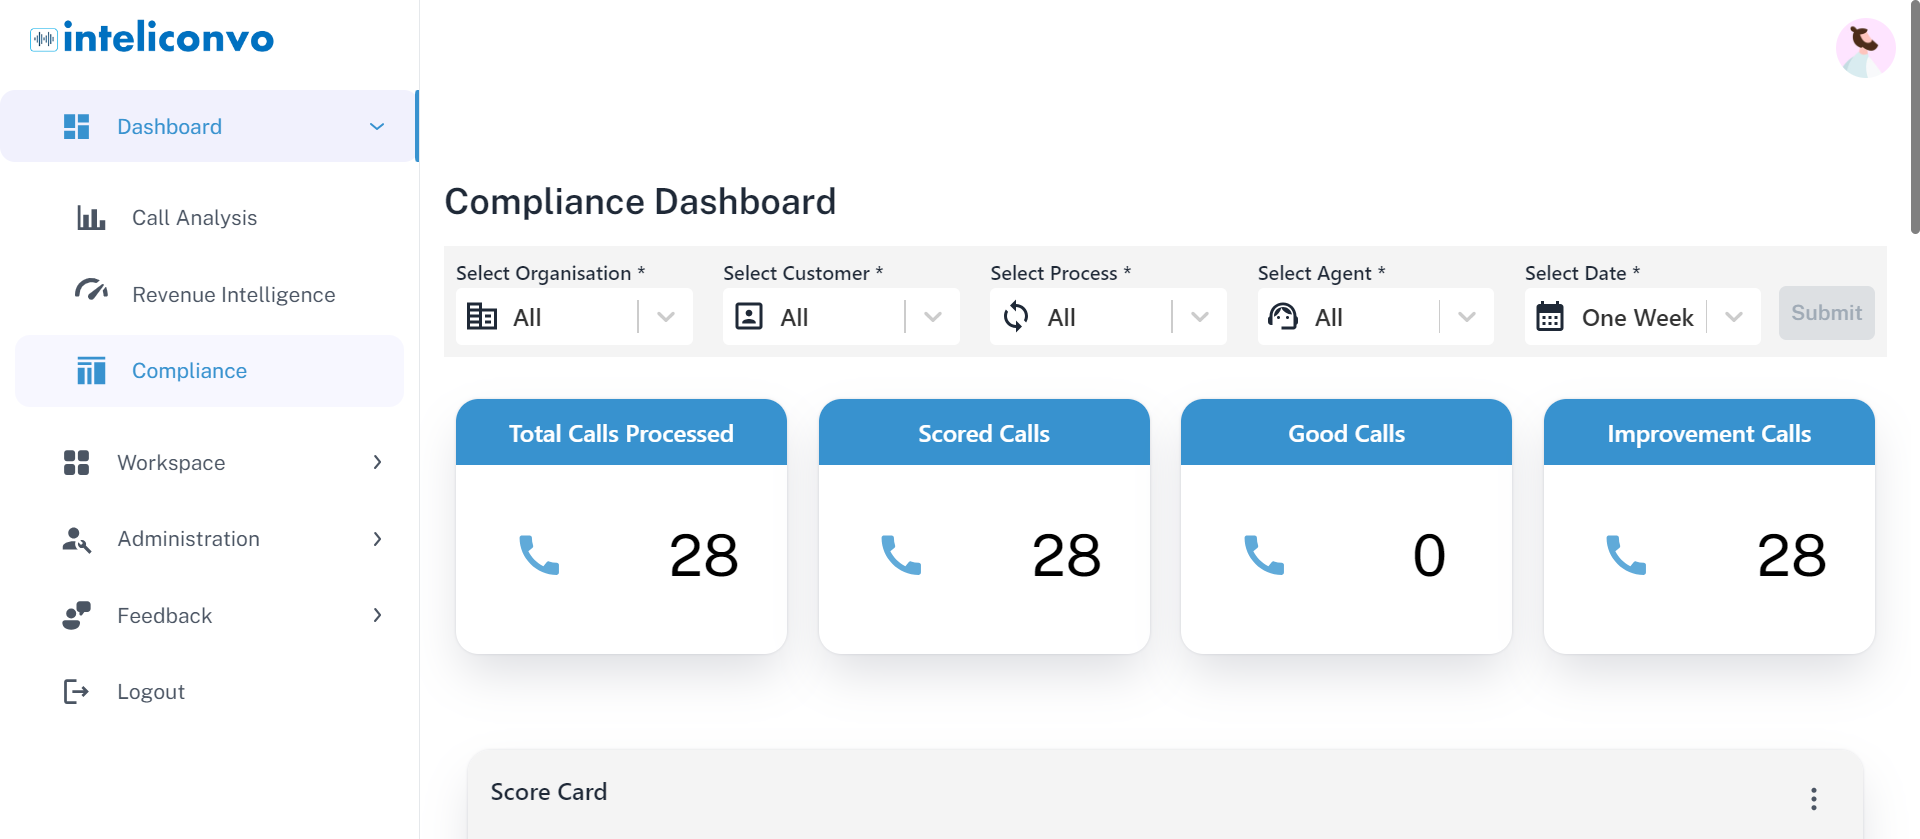 inteliconvo
Dashboard
Call Analysis
Revenue Intelligence
Compliance
Workspace
Administration
Feedback
Logout
Compliance Dashboard
Select Organisation * Select Customer * Select Process * Select Agent * Select Date *
All All All All One Week Submit
Total Calls Processed Scored Calls Good Calls Improvement Calls
28 28 0 28
Score Card